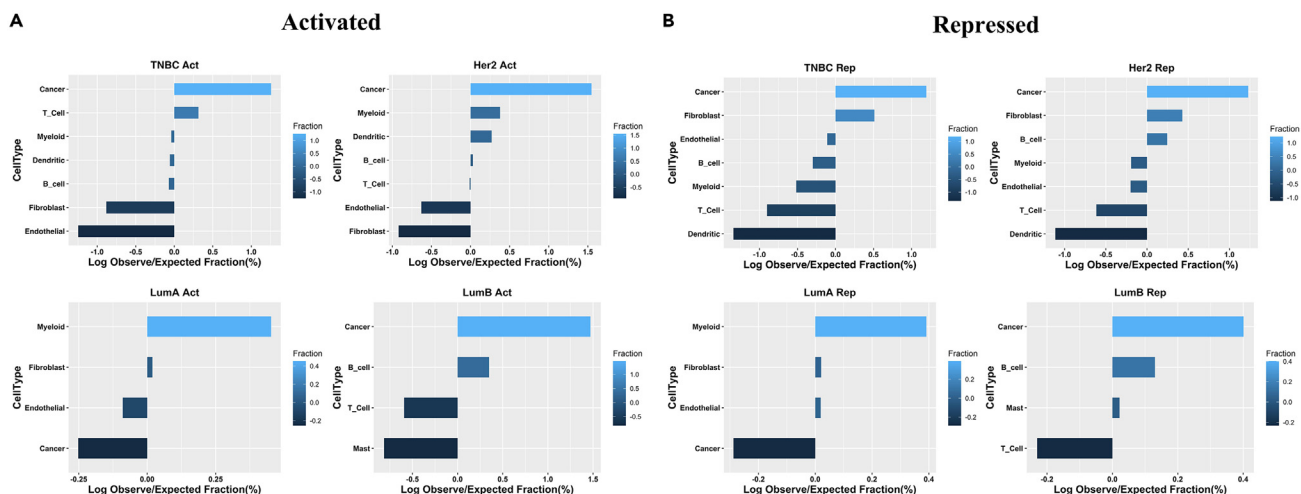 A
Activated
TNBC Act
CellType
Cancer
T_Cell
Myeloid
Dendritic
B_cell
Fibroblast
Endothelial
-1.0 -0.5 0.0 0.5 1.0
Log Observe/Expected Fraction(%)
Fraction
1.0
0.5
0.0
-0.5
-1.0
Her2 Act
CellType
Cancer
Myeloid
Dendritic
B_cell
T_Cell
Endothelial
Fibroblast
-1.0 -0.5 0.0 0.5 1.0 1.5
Log Observe/Expected Fraction(%)
Fraction
1.5
1.0
0.5
0.0
-0.5
LumA Act
CellType
Myeloid
Fibroblast
Endothelial
Cancer
-0.25 0.00 0.25
Log Observe/Expected Fraction(%)
Fraction
0.4
0.2
0.0
-0.2
LumB Act
CellType
Cancer
B_cell
T_Cell
Mast
-0.5 0.0 0.5 1.0 1.5
Log Observe/Expected Fraction(%)
Fraction
1.0
0.5
0.0
-0.5
B
Repressed
TNBC Rep
CellType
Cancer
Fibroblast
Endothelial
B_cell
Myeloid
T_Cell
Dendritic
-1.0 -0.5 0.0 0.5 1.0
Log Observe/Expected Fraction(%)
Fraction
1.0
0.5
0.0
-0.5
-1.0
Her2 Rep
CellType
Cancer
Fibroblast
B_cell
Myeloid
Endothelial
T_Cell
Dendritic
-1.0 -0.5 0.0 0.5 1.0
Log Observe/Expected Fraction(%)
Fraction
1.0
0.5
0.0
-0.5
-1.0
LumA Rep
CellType
Myeloid
Fibroblast
Endothelial
Cancer
-0.2 0.0 0.2 0.4
Log Observe/Expected Fraction(%)
Fraction
0.2
0.0
-0.2
LumB Rep
CellType
Cancer
B_cell
Mast
T_Cell
-0.2 0.0 0.2 0.4
Log Observe/Expected Fraction(%)
Fraction
0.4
0.2
0.0
-0.2